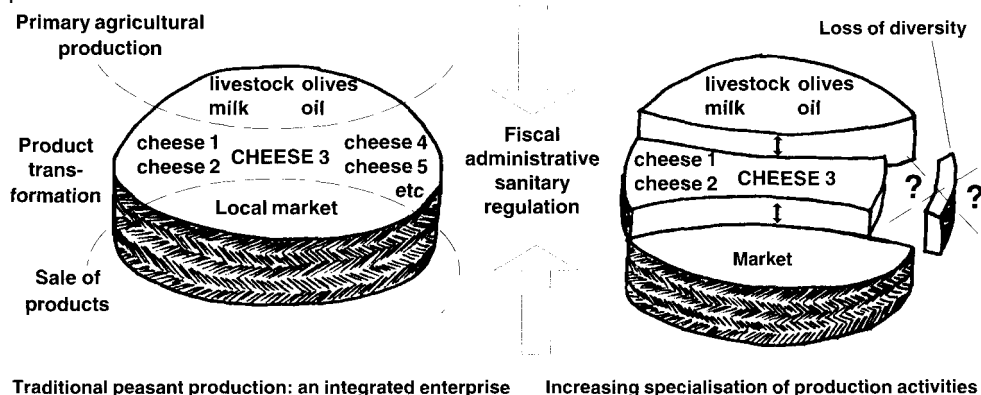 Primary agricultural
production
livestock olives
milk oil
Product
trans-
formation
cheese 1
cheese 2
CHEESE 3
cheese 4
cheese 5
etc
Local market
Sale of
products
Fiscal
administrative
sanitary
regulation
Loss of diversity
livestock olives
milk oil
cheese 1
cheese 2
CHEESE 3
?
?
Market
Traditional peasant production: an integrated enterprise
Increasing specialisation of production activities